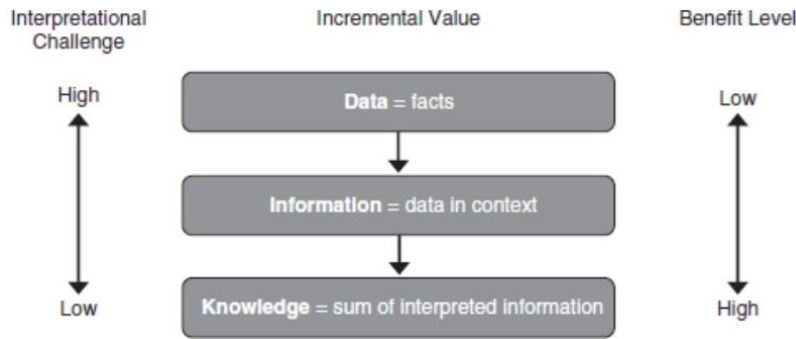 Interpretational
Challenge
Incremental Value
Benefit Level
High
Data = facts
Low
Information = data in context
Low
Knowledge = sum of interpreted information
High